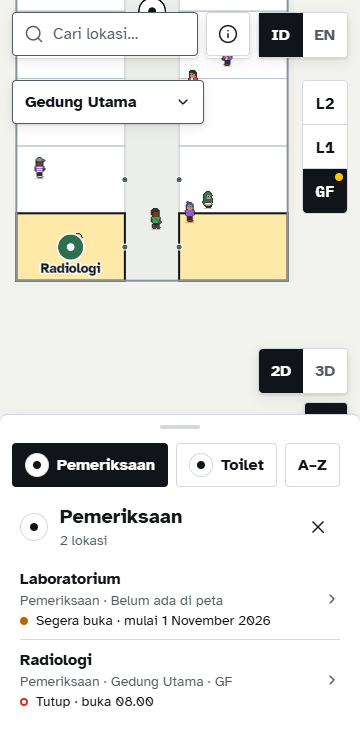 Cari lokasi...
ID
EN
Gedung Utama
L2
L1
GF
Radiologi
2D
3D
Pemeriksaan
Toilet
A–Z
Pemeriksaan
2 lokasi
Laboratorium
Pemeriksaan · Belum ada di peta
Segera buka · mulai 1 November 2026
Radiologi
Pemeriksaan · Gedung Utama · GF
Tutup · buka 08.00